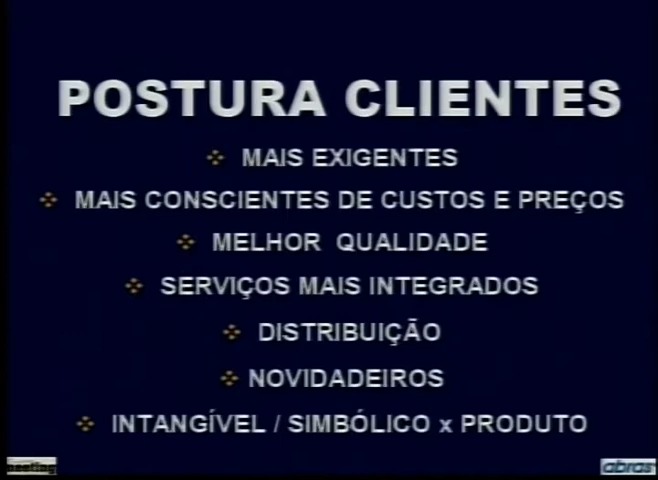 POSTURA CLIENTES
MAIS EXIGENTES
MAIS CONSCIENTES DE CUSTOS E PREÇOS
MELHOR QUALIDADE
SERVIÇOS MAIS INTEGRADOS
DISTRIBUIÇÃO
NOVIDADEIROS
INTANGÍVEL / SIMBÓLICO x PRODUTO
abras